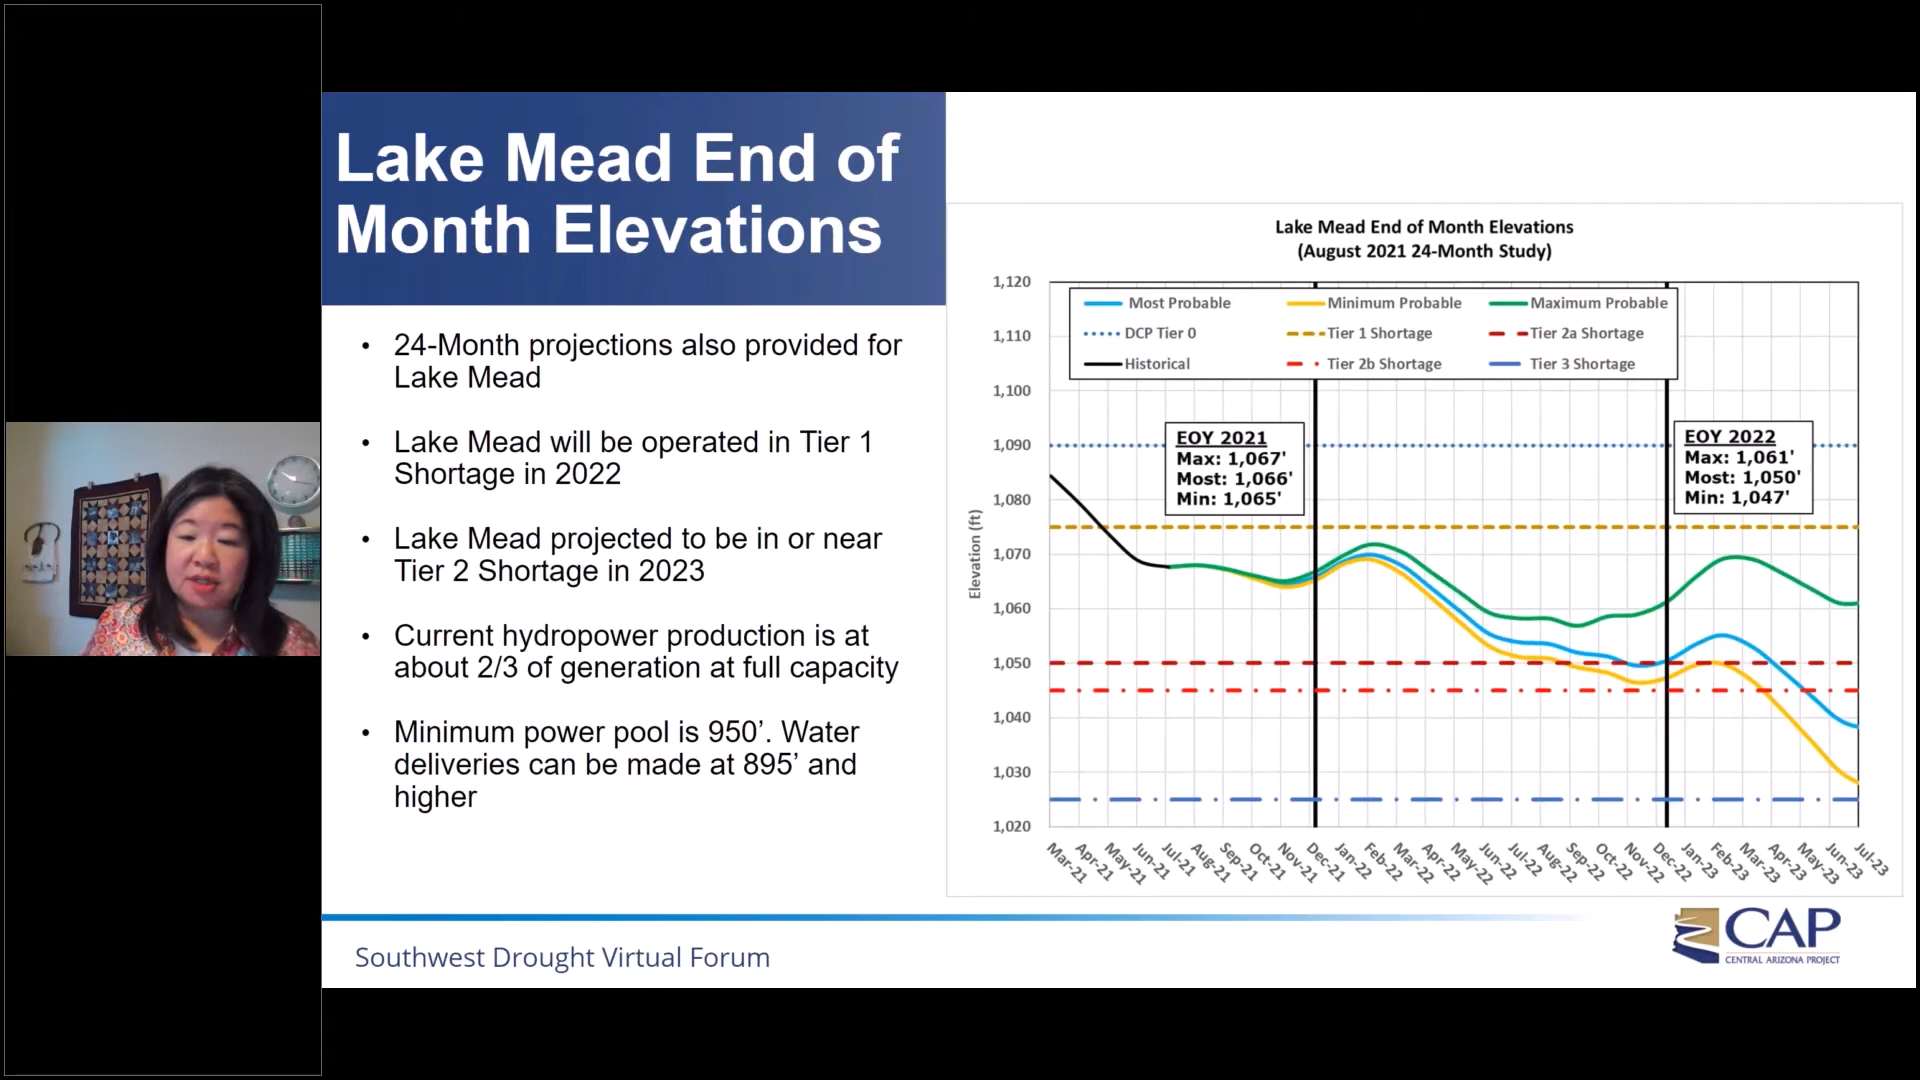 Lake Mead End of
Month Elevations
• 24-Month projections also provided for
Lake Mead
• Lake Mead will be operated in Tier 1
Shortage in 2022
• Lake Mead projected to be in or near
Tier 2 Shortage in 2023
• Current hydropower production is at
about 2/3 of generation at full capacity
• Minimum power pool is 950’. Water
deliveries can be made at 895’ and
higher
Lake Mead End of Month Elevations
(August 2021 24-Month Study)
Most Probable Minimum Probable Maximum Probable
DCP Tier 0 Tier 1 Shortage Tier 2a Shortage
Historical Tier 2b Shortage Tier 3 Shortage
EOY 2021
Max: 1,067'
Most: 1,066'
Min: 1,065'
EOY 2022
Max: 1,061'
Most: 1,050'
Min: 1,047'
Elevation (ft)
1,120
1,110
1,100
1,090
1,080
1,070
1,060
1,050
1,040
1,030
1,020
Mar-21 Apr-21 May-21 Jun-21 Jul-21 Aug-21 Sep-21 Oct-21 Nov-21 Dec-21 Jan-22 Feb-22 Mar-22 Apr-22 May-22 Jun-22 Jul-22 Aug-22 Sep-22 Oct-22 Nov-22 Dec-22 Jan-23 Feb-23 Mar-23 Apr-23 May-23 Jun-23 Jul-23
Southwest Drought Virtual Forum
CAP
CENTRAL ARIZONA PROJECT